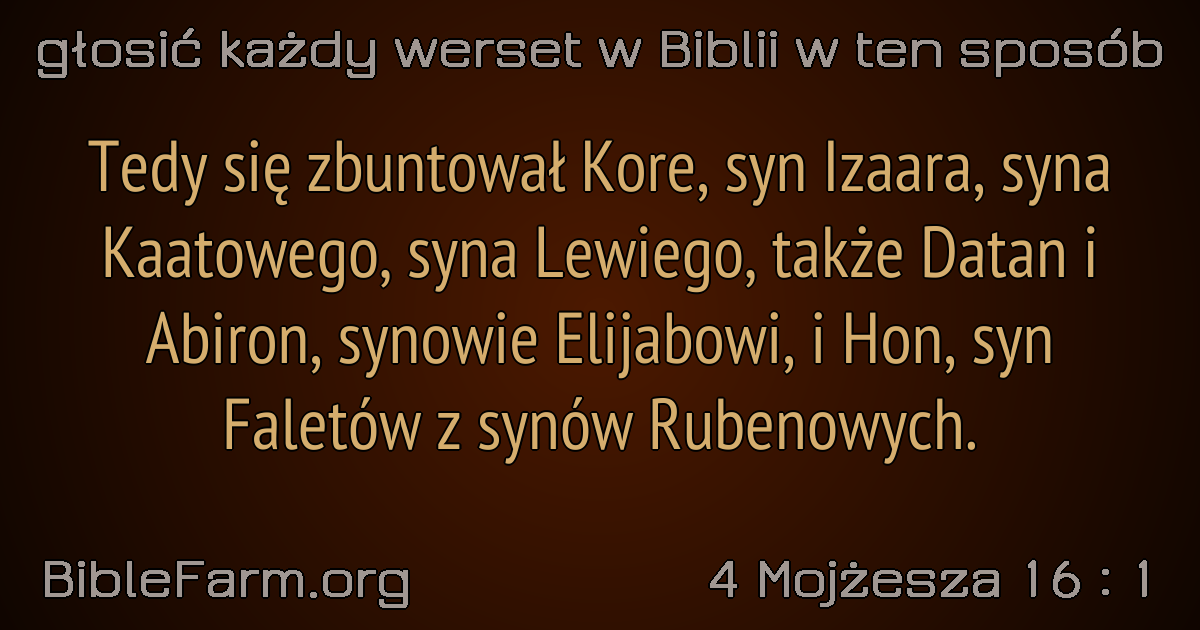 głosić każdy werset w Biblii w ten sposób
Tedy się zbuntował Kore, syn Izaara, syna
Kaatowego, syna Lewiego, także Datan i
Abiron, synowie Elijabowi, i Hon, syn
Faletów z synów Rubenowych.
BibleFarm.org
4 Mojżesza 16 : 1